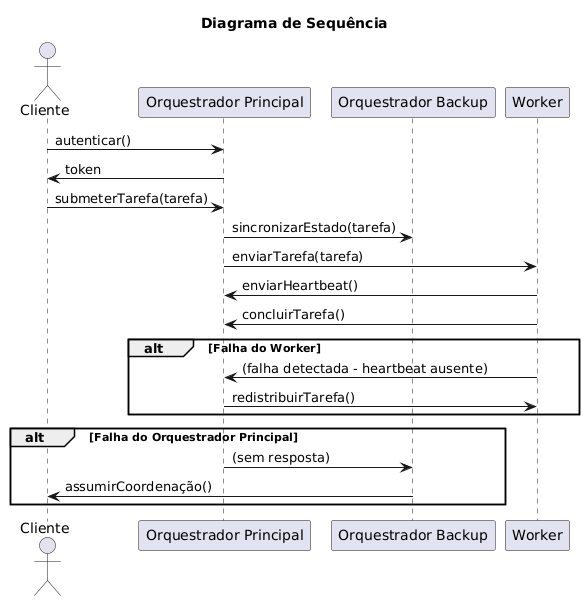 Diagrama de Sequência
Cliente
Orquestrador Principal
Orquestrador Backup
Worker
autenticar()
token
submeterTarefa(tarefa)
sincronizarEstado(tarefa)
enviarTarefa(tarefa)
enviarHeartbeat()
concluirTarefa()
alt [Falha do Worker]
(falha detectada - heartbeat ausente)
redistribuirTarefa()
alt [Falha do Orquestrador Principal]
(sem resposta)
assumirCoordenação()
Cliente
Orquestrador Principal
Orquestrador Backup
Worker